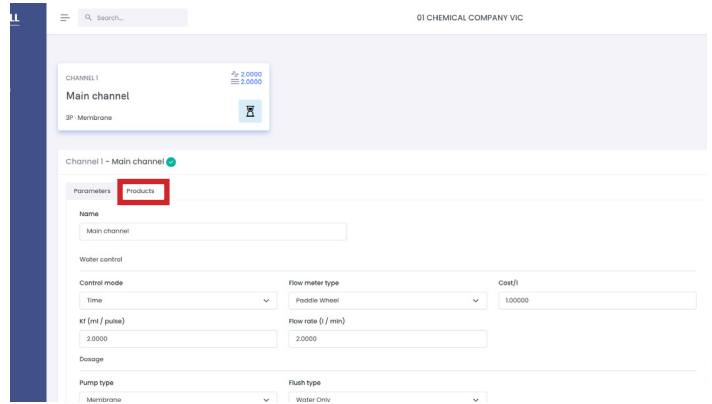 LL
Search...
01 CHEMICAL COMPANY VIC
CHANNEL 1
2.0000
2.0000
Main channel
3P · Membrane
Channel 1 - Main channel
Parameters
Products
Name
Main channel
Water control
Control mode
Flow meter type
Cost/l
Time
Paddle Wheel
1.00000
Kf (ml / pulse)
Flow rate (l / min)
2.0000
2.0000
Dosage
Pump type
Flush type
Membrane
Water Only